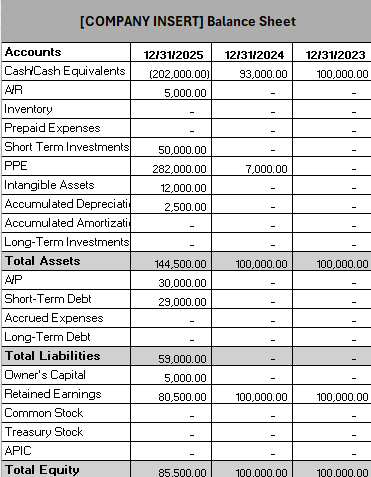 [COMPANY INSERT] Balance Sheet
Accounts 12/31/2025 12/31/2024 12/31/2023
Cash/Cash Equivalents (202,000.00) 93,000.00 100,000.00
A/R 5,000.00 - -
Inventory - - -
Prepaid Expenses - - -
Short Term Investments 50,000.00 - -
PPE 282,000.00 7,000.00 -
Intangible Assets 12,000.00 - -
Accumulated Depreciati 2,500.00 - -
Accumulated Amortizati - - -
Long-Term Investments - - -
Total Assets 144,500.00 100,000.00 100,000.00
A/P 30,000.00 - -
Short-Term Debt 29,000.00 - -
Accrued Expenses - - -
Long-Term Debt - - -
Total Liabilities 59,000.00 - -
Owner's Capital 5,000.00 - -
Retained Earnings 80,500.00 100,000.00 100,000.00
Common Stock - - -
Treasury Stock - - -
APIC - - -
Total Equity 85,500.00 100,000.00 100,000.00